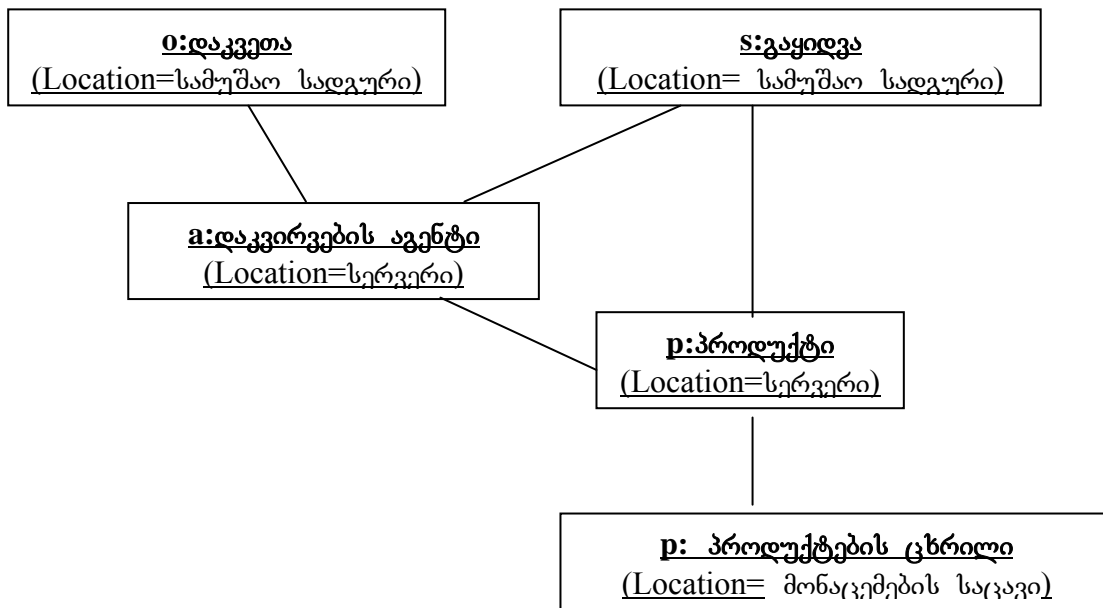 o:დაკვეთა
(Location=სამუშაო სადგური)
s:გაყიდვა
(Location= სამუშაო სადგური)
a:დაკვირვების აგენტი
(Location=სერვერი)
p:პროდუქტი
(Location=სერვერი)
p: პროდუქტების ცხრილი
(Location= მონაცემების საცავი)